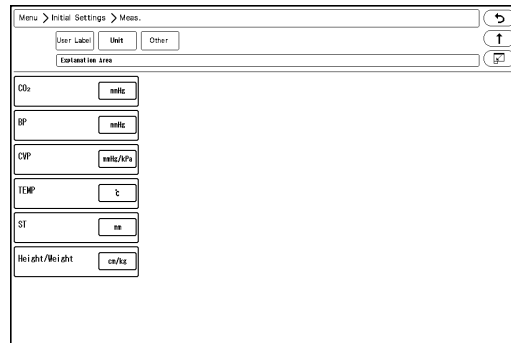 Menu > Initial Settings > Meas.
User Label Unit Other
Explanation Area
CO₂ mmHg
BP mmHg
CVP mmHg/kPa
TEMP ℃
ST mm
Height/Weight cm/kg